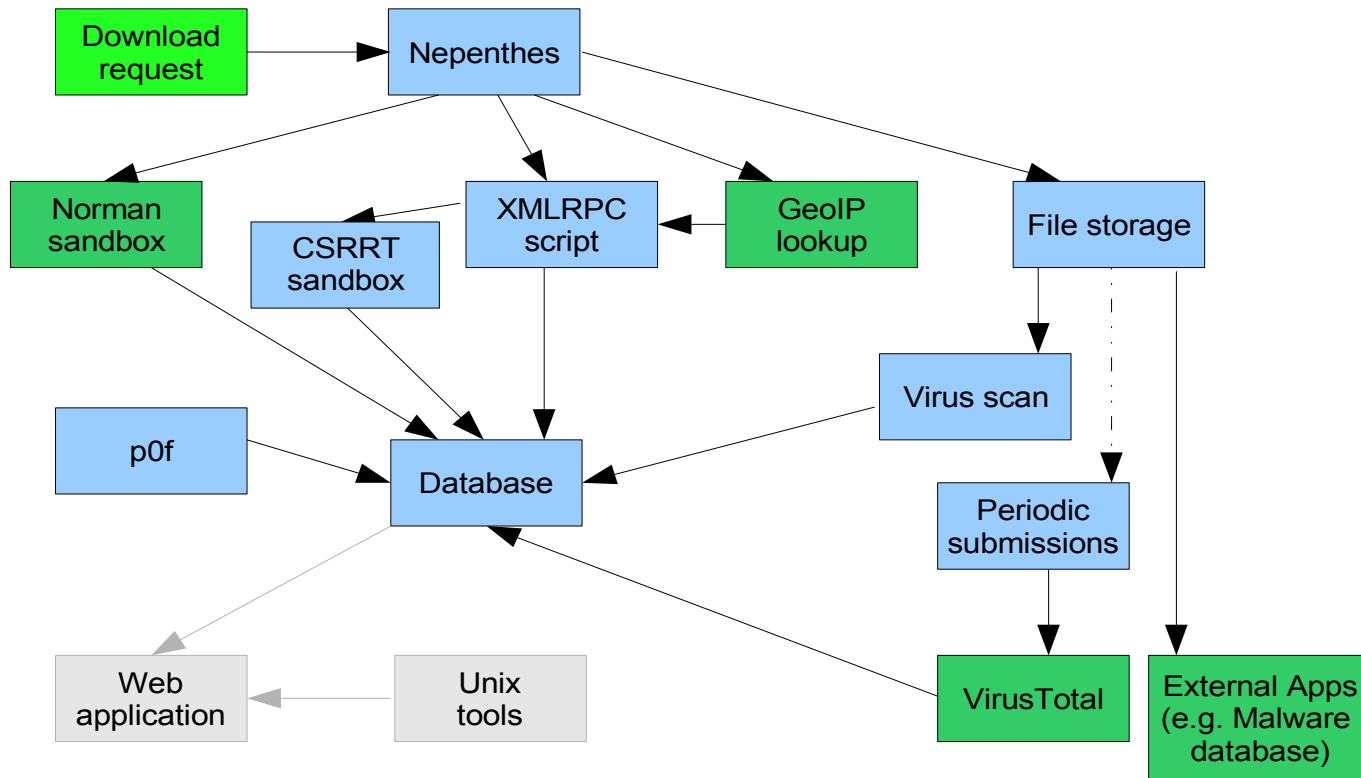 Download
request
Nepenthes
Norman
sandbox
CSRRT
sandbox
XMLRPC
script
GeoIP
lookup
File storage
Virus scan
p0f
Database
Periodic
submissions
Web
application
Unix
tools
VirusTotal
External Apps
(e.g. Malware
database)